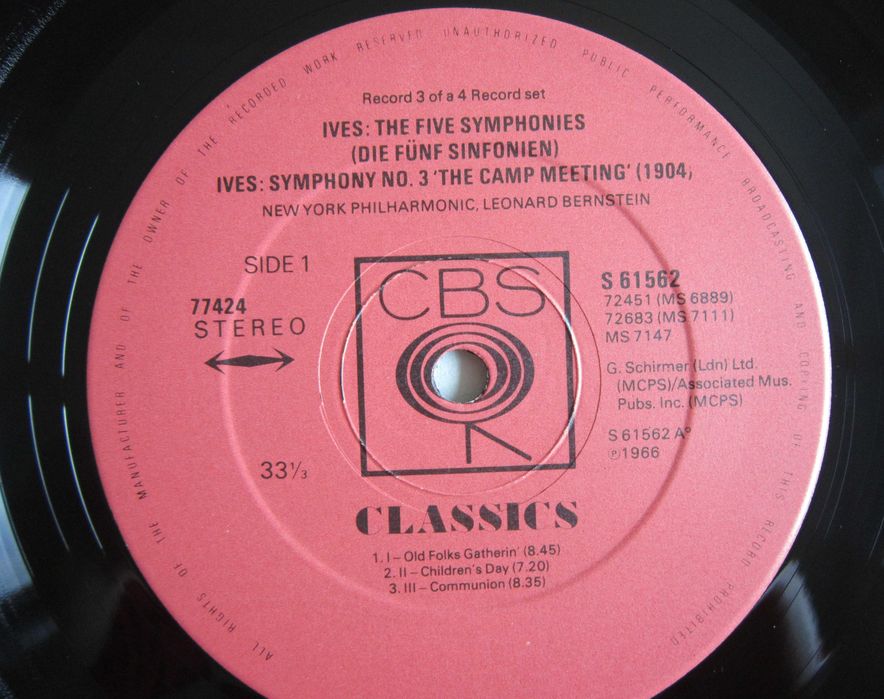 Record 3 of a 4 Record set
IVES: THE FIVE SYMPHONIES
(DIE FÜNF SINFONIEN)
IVES: SYMPHONY NO. 3 'THE CAMP MEETING' (1904)
NEW YORK PHILHARMONIC, LEONARD BERNSTEIN
SIDE 1
77424
STEREO
33⅓
CBS
CLASSICS
S 61562
72451 (MS 6889)
72683 (MS 7111)
MS 7147
G. Schirmer (Ldn) Ltd.
(MCPS)/Associated Mus.
Pubs. Inc. (MCPS)
S 61562 A°
℗1966
1. I – Old Folks Gatherin' (8.45)
2. II – Children's Day (7.20)
3. III – Communion (8.35)
ALL RIGHTS OF THE MANUFACTURER AND OF THE OWNER OF THE RECORDED WORK RESERVED UNAUTHORIZED PUBLIC PERFORMANCE BROADCASTING AND COPYING OF THIS RECORD PROHIBITED